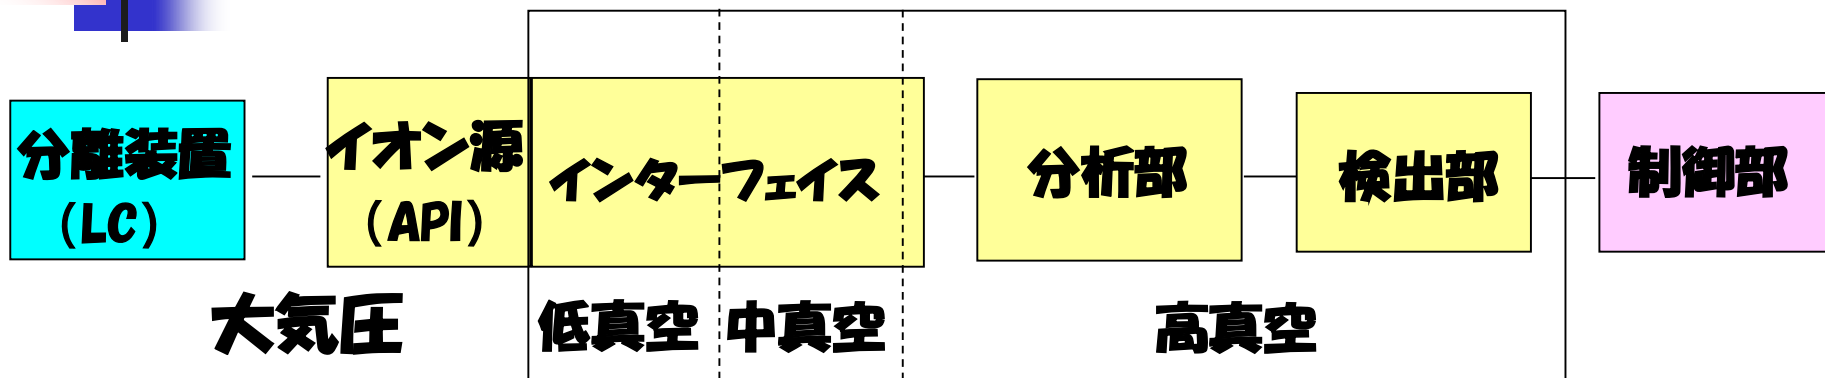 分離装置
（LC）
イオン源
（API）
インターフェイス
分析部
検出部
制御部
大気圧
低真空
中真空
高真空